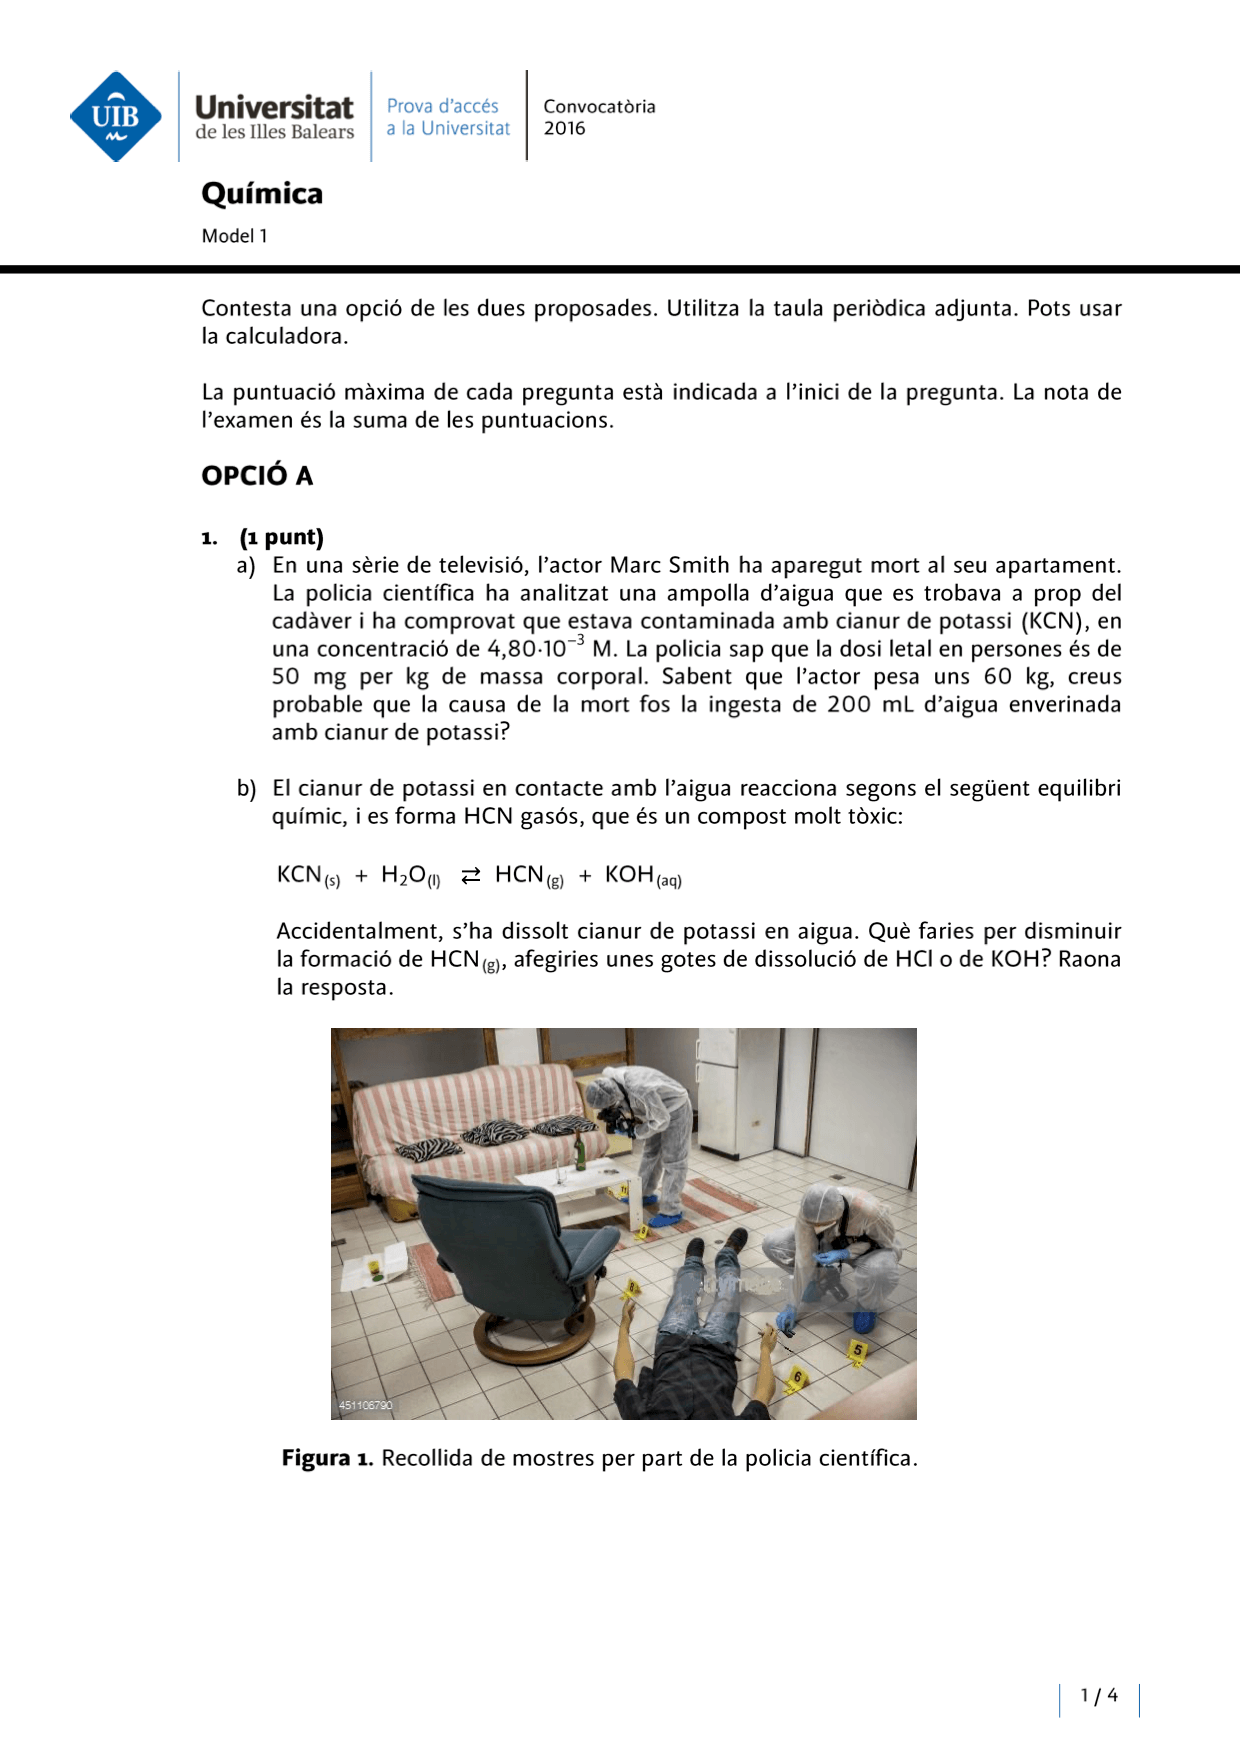 UIB
Universitat
de les Illes Balears
Prova d'accés
a la Universitat
Convocatòria
2016
Química
Model 1
Contesta una opció de les dues proposades. Utilitza la taula periòdica adjunta. Pots usar
la calculadora.
La puntuació màxima de cada pregunta està indicada a l'inici de la pregunta. La nota de
l'examen és la suma de les puntuacions.
OPCIÓ A
1. (1 punt)
a) En una sèrie de televisió, l'actor Marc Smith ha aparegut mort al seu apartament.
La policia científica ha analitzat una ampolla d'aigua que es trobava a prop del
cadàver i ha comprovat que estava contaminada amb cianur de potassi (KCN), en
una concentració de 4,80·10⁻³ M. La policia sap que la dosi letal en persones és de
50 mg per kg de massa corporal. Sabent que l'actor pesa uns 60 kg, creus
probable que la causa de la mort fos la ingesta de 200 mL d'aigua enverinada
amb cianur de potassi?
b) El cianur de potassi en contacte amb l'aigua reacciona segons el següent equilibri
químic, i es forma HCN gasós, que és un compost molt tòxic:
KCN (s) + H₂O(l) ⇄ HCN (g) + KOH (aq)
Accidentalment, s'ha dissolt cianur de potassi en aigua. Què faries per disminuir
la formació de HCN (g), afegiries unes gotes de dissolució de HCl o de KOH? Raona
la resposta.
11
8
5
6
451106790
Figura 1. Recollida de mostres per part de la policia científica.
1 / 4